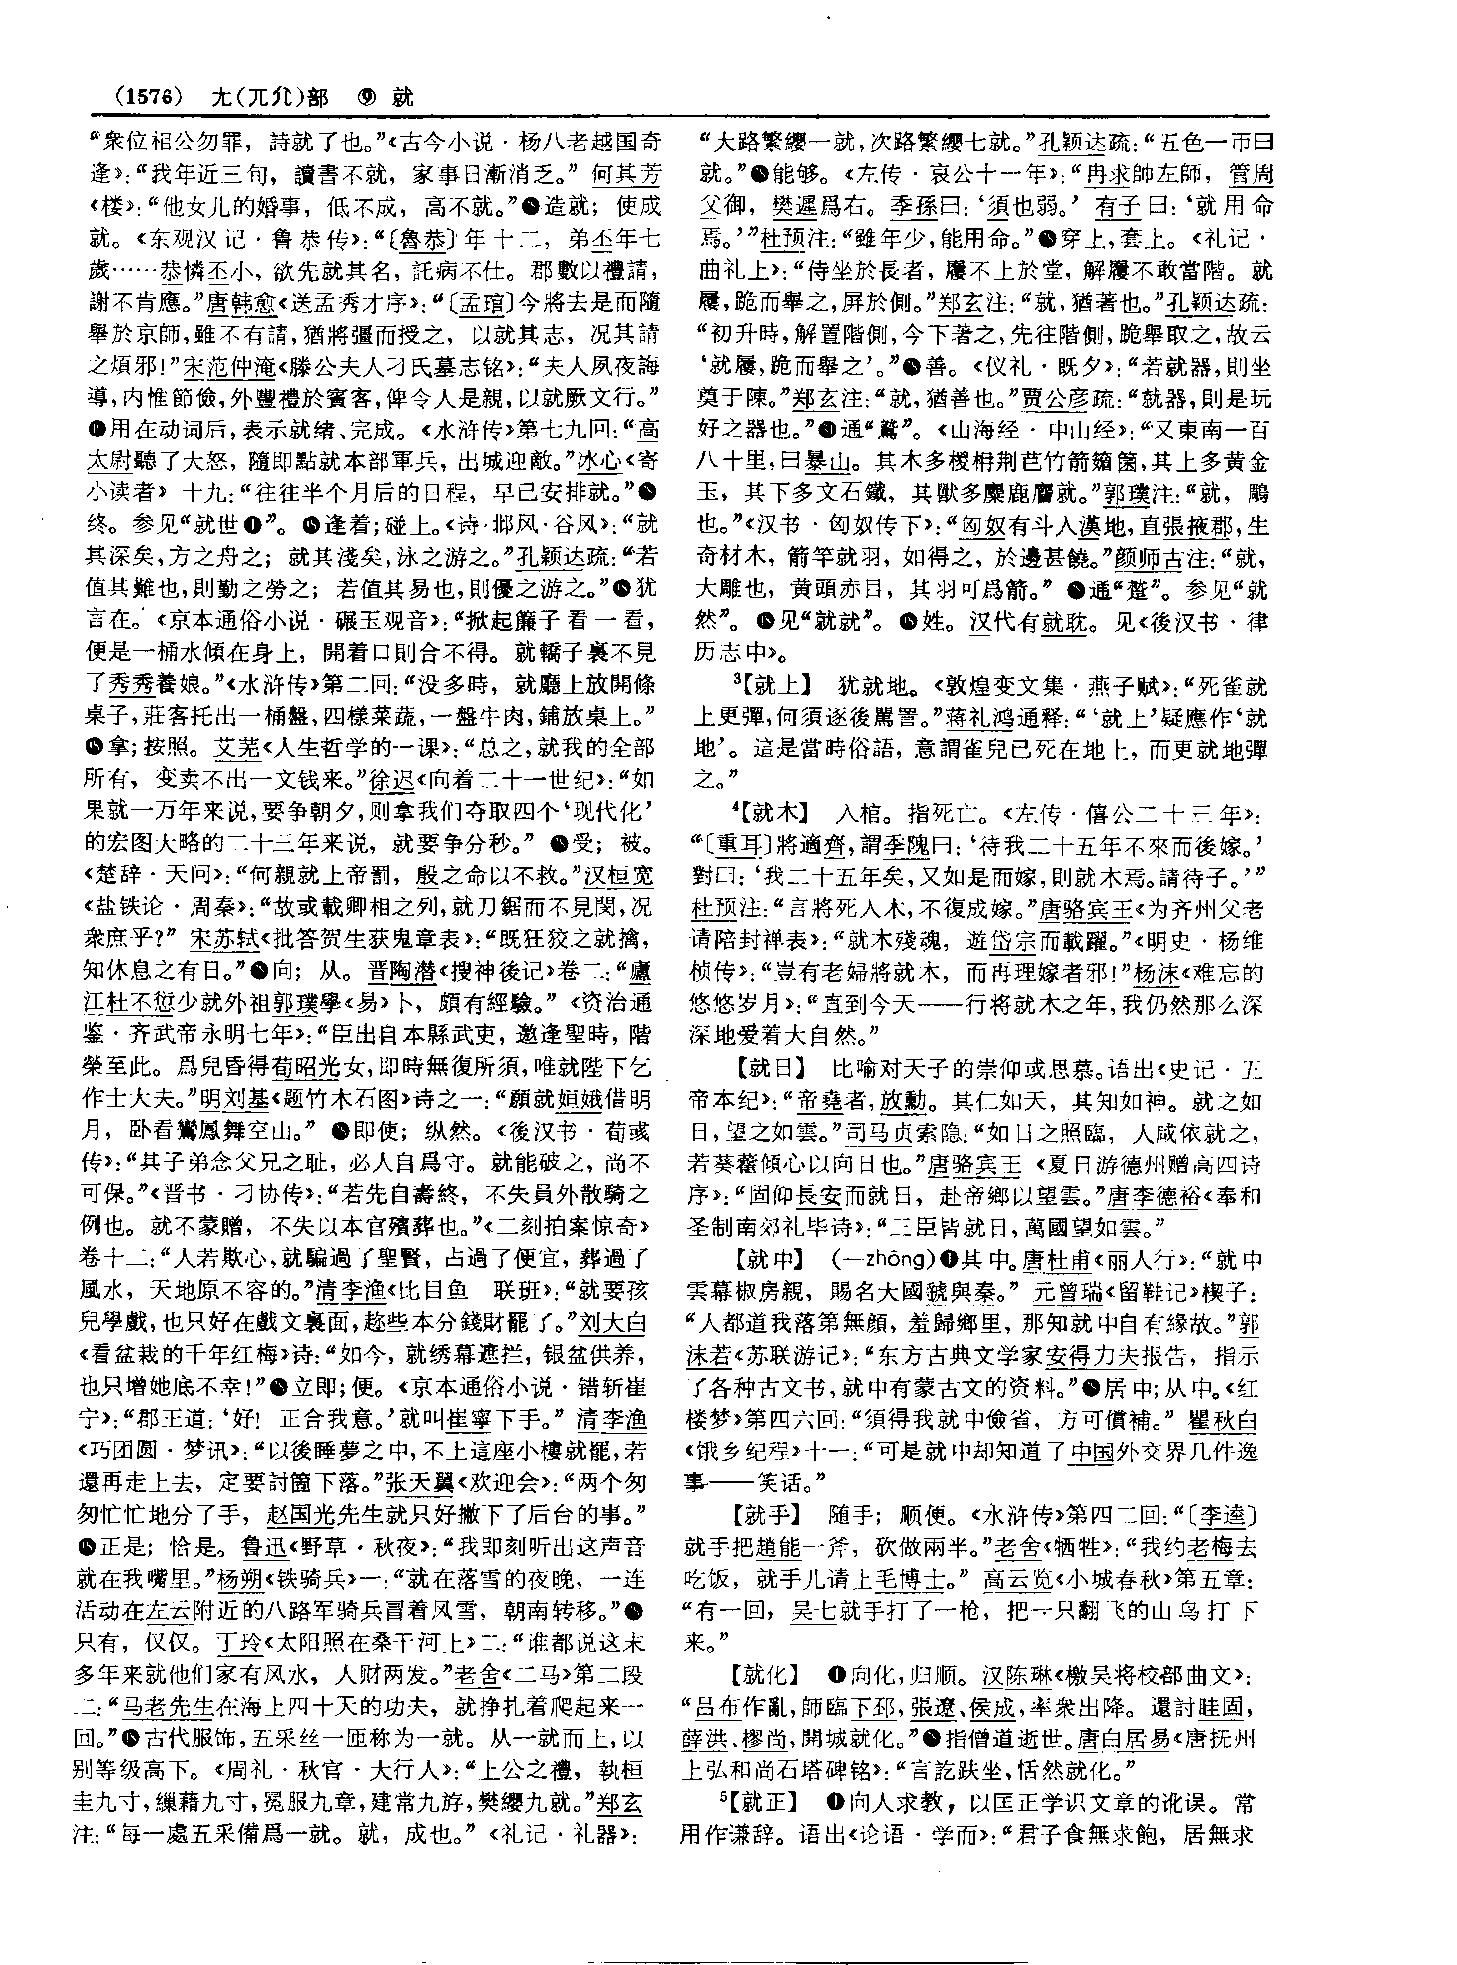 (1576) 尢(兀尣)部 ⑨ 就
“衆位相公勿罪，詩就了也。”《古今小说·杨八老越国奇
逢》：“我年近三旬，讀書不就，家事日漸消乏。”何其芳
《楼》：“他女儿的婚事，低不成，高不就。”造就；使成
就。《东观汉记·鲁恭传》：“〔魯恭〕年十二，弟丕年七
歲……恭憐丕小，欲先就其名，託病不仕。郡數以禮請，
謝不肯應。”唐韩愈《送孟秀才序》：“〔孟琯〕今將去是而隨
舉於京師，雖不有請，猶將彊而授之，以就其志，况其請
之煩邪！”宋范仲淹《滕公夫人刁氏墓志铭》：“夫人夙夜誨
導，内惟節儉，外豐禮於賓客，俾令人是親，以就厥文行。”
用在动词后，表示就绪、完成。《水浒传》第七九回：“高
太尉聽了大怒，隨即點就本部軍兵，出城迎敵。”冰心《寄
小读者》十九：“往往半个月后的日程，早已安排就。”
终。参见“就世❶”。逢着；碰上。《诗·邶风·谷风》：“就
其深矣，方之舟之；就其淺矣，泳之游之。”孔颖达疏：“若
值其難也，則勤之勞之；若值其易也，則優之游之。”犹
言在。《京本通俗小说·碾玉观音》：“掀起簾子看一看，
便是一桶水傾在身上，開着口則合不得。就轎子裏不見
了秀秀養娘。”《水浒传》第二回：“没多時，就廳上放開條
桌子，莊客托出一桶盤，四樣菜蔬，一盤牛肉，鋪放桌上。”
拿；按照。艾芜《人生哲学的一课》：“总之，就我的全部
所有，变卖不出一文钱来。”徐迟《向着二十一世纪》：“如
果就一万年来说，要争朝夕，则拿我们夺取四个‘现代化’
的宏图大略的二十三年来说，就要争分秒。”受；被。
《楚辞·天问》：“何親就上帝罰，殷之命以不救。”汉桓宽
《盐铁论·周秦》：“故或載卿相之列，就刀鋸而不見閔，况
衆庶乎？”宋苏轼《批答贺生获鬼章表》：“既狂狡之就擒，
知休息之有日。”向；从。晋陶潜《搜神後记》卷二：“廬
江杜不愆少就外祖郭璞學《易》卜，頗有經驗。”《资治通
鉴·齐武帝永明七年》：“臣出自本縣武吏，邀逢聖時，階
榮至此。爲兒昏得荀昭光女，即時無復所須，唯就陛下乞
作士大夫。”明刘基《题竹木石图》诗之一：“願就姮娥借明
月，卧看鸞鳳舞空山。”即使；纵然。《後汉书·荀彧
传》：“其子弟念父兄之耻，必人自爲守。就能破之，尚不
可保。”《晋书·刁协传》：“若先自壽終，不失員外散騎之
例也。就不蒙贈，不失以本官殯葬也。”《二刻拍案惊奇》
卷十二：“人若欺心，就騙過了聖賢，占過了便宜，葬過了
風水，天地原不容的。”清李渔《比目鱼 联班》：“就要孩
兒學戲，也只好在戲文裏面，趁些本分錢財罷了。”刘大白
《看盆栽的千年红梅》诗：“如今，就绣幕遮拦，银盆供养，
也只增她底不幸！”立即；便。《京本通俗小说·错斩崔
宁》：“郡王道：‘好！正合我意。’就叫崔寧下手。”清李渔
《巧团圆·梦讯》：“以後睡夢之中，不上這座小樓就罷，若
還再走上去，定要討箇下落。”张天翼《欢迎会》：“两个匆
匆忙忙地分了手，赵国光先生就只好撇下了后台的事。”
正是；恰是。鲁迅《野草·秋夜》：“我即刻听出这声音
就在我嘴里。”杨朔《铁骑兵》一：“就在落雪的夜晚，一连
活动在左云附近的八路军骑兵冒着风雪，朝南转移。”
只有，仅仅。丁玲《太阳照在桑干河上》二：“谁都说这末
多年来就他们家有风水，人财两发。”老舍《二马》第二段
二：“马老先生在海上四十天的功夫，就挣扎着爬起来一
回。”古代服饰，五采丝一匝称为一就。从一就而上，以
别等级高下。《周礼·秋官·大行人》：“上公之禮，執桓
圭九寸，繅藉九寸，冕服九章，建常九斿，樊纓九就。”郑玄
注：“每一處五采備爲一就。就，成也。”《礼记·礼器》：
“大路繁纓一就，次路繁纓七就。”孔颖达疏：“五色一帀曰
就。”能够。《左传·哀公十一年》：“冉求帥左師，管周
父御，樊遲爲右。季孫曰：‘須也弱。’有子曰：‘就用命
焉。’”杜预注：“雖年少，能用命。”穿上，套上。《礼记·
曲礼上》：“侍坐於長者，屨不上於堂，解屨不敢當階。就
屨，跪而舉之，屏於側。”郑玄注：“就，猶著也。”孔颖达疏：
“初升時，解置階側，今下著之，先往階側，跪舉取之，故云
‘就屨，跪而舉之’。”善。《仪礼·既夕》：“若就器，則坐
奠于陳。”郑玄注：“就，猶善也。”贾公彦疏：“就器，則是玩
好之器也。”通“鷲”。《山海经·中山经》：“又東南一百
八十里，曰暴山。其木多椶枏荆芑竹箭䉋箘，其上多黄金
玉，其下多文石鐵，其獸多麋鹿麢就。”郭璞注：“就，鵰
也。”《汉书·匈奴传下》：“匈奴有斗入漢地，直張掖郡，生
奇材木，箭竿就羽，如得之，於邊甚饒。”颜师古注：“就，
大雕也，黄頭赤目，其羽可爲箭。”通“蹵”。参见“就
然”。见“就就”。姓。汉代有就耽。见《後汉书·律
历志中》。
³【就上】 犹就地。《敦煌变文集·燕子赋》：“死雀就
上更彈，何須逐後駡詈。”蒋礼鸿通释：“‘就上’疑應作‘就
地’。這是當時俗語，意謂雀兒已死在地上，而更就地彈
之。”
⁴【就木】 入棺。指死亡。《左传·僖公二十三年》：
“〔重耳〕將適齊，謂季隗曰：‘待我二十五年不來而後嫁。’
對曰：‘我二十五年矣，又如是而嫁，則就木焉。請待子。’”
杜预注：“言將死入木，不復成嫁。”唐骆宾王《为齐州父老
请陪封禅表》：“就木殘魂，遊岱宗而載躍。”《明史·杨维
桢传》：“豈有老婦將就木，而再理嫁者邪！”杨沫《难忘的
悠悠岁月》：“直到今天——行将就木之年，我仍然那么深
深地爱着大自然。”
【就日】 比喻对天子的崇仰或思慕。语出《史记·五
帝本纪》：“帝堯者，放勳。其仁如天，其知如神。就之如
日，望之如雲。”司马贞索隐：“如日之照臨，人咸依就之，
若葵藿傾心以向日也。”唐骆宾王《夏日游德州赠高四诗
序》：“固仰長安而就日，赴帝鄉以望雲。”唐李德裕《奉和
圣制南郊礼毕诗》：“三臣皆就日，萬國望如雲。”
【就中】 （—zhōng）❶其中。唐杜甫《丽人行》：“就中
雲幕椒房親，賜名大國虢與秦。”元曾瑞《留鞋记》楔子：
“人都道我落第無顔，羞歸鄉里，那知就中自有緣故。”郭
沫若《苏联游记》：“东方古典文学家安得力夫报告，指示
了各种古文书，就中有蒙古文的资料。”❷居中；从中。《红
楼梦》第四六回：“須得我就中儉省，方可償補。”瞿秋白
《饿乡纪程》十一：“可是就中却知道了中国外交界几件逸
事——笑话。”
【就手】 随手；顺便。《水浒传》第四二回：“〔李逵〕
就手把趙能一斧，砍做兩半。”老舍《牺牲》：“我约老梅去
吃饭，就手儿请上毛博士。”高云览《小城春秋》第五章：
“有一回，吴七就手打了一枪，把一只翻飞的山鸟打下
来。”
【就化】 ❶向化，归顺。汉陈琳《檄吴将校部曲文》：
“吕布作亂，師臨下邳，張遼、侯成，率衆出降。還討眭固，
薛洪、樛尚，開城就化。”❷指僧道逝世。唐白居易《唐抚州
上弘和尚石塔碑铭》：“言訖趺坐，恬然就化。”
⁵【就正】 ❶向人求教，以匡正学识文章的讹误。常
用作谦辞。语出《论语·学而》：“君子食無求飽，居無求